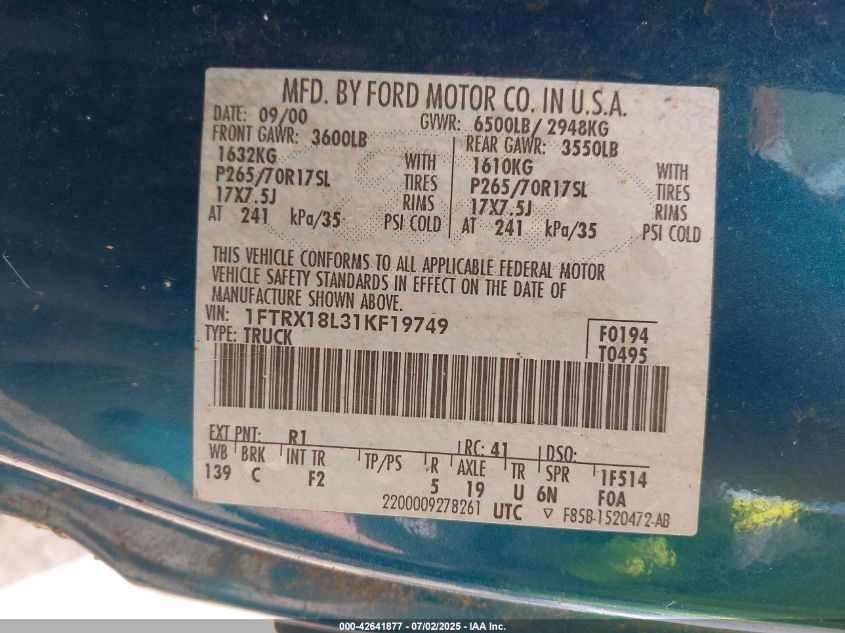 MFD. BY FORD MOTOR CO. IN U.S.A.
DATE: 09/00 GVWR: 6500LB/ 2948KG
FRONT GAWR: 3600LB REAR GAWR: 3550LB
1632KG WITH 1610KG WITH
P265/70R17SL TIRES P265/70R17SL TIRES
17X7.5J RIMS 17X7.5J RIMS
AT 241 kPa/35 PSI COLD AT 241 kPa/35 PSI COLD
THIS VEHICLE CONFORMS TO ALL APPLICABLE FEDERAL MOTOR
VEHICLE SAFETY STANDARDS IN EFFECT ON THE DATE OF
MANUFACTURE SHOWN ABOVE.
VIN: 1FTRX18L31KF19749 F0194
TYPE: TRUCK T0495
EXT PNT: R1 RC: 41 DSO:
WB BRK INT TR TP/PS R AXLE TR SPR 1F514
139 C F2 5 19 U 6N F0A
2200009278261 UTC ▽ F85B-1520472-AB
000-42641877 - 07/02/2025 - IAA Inc.